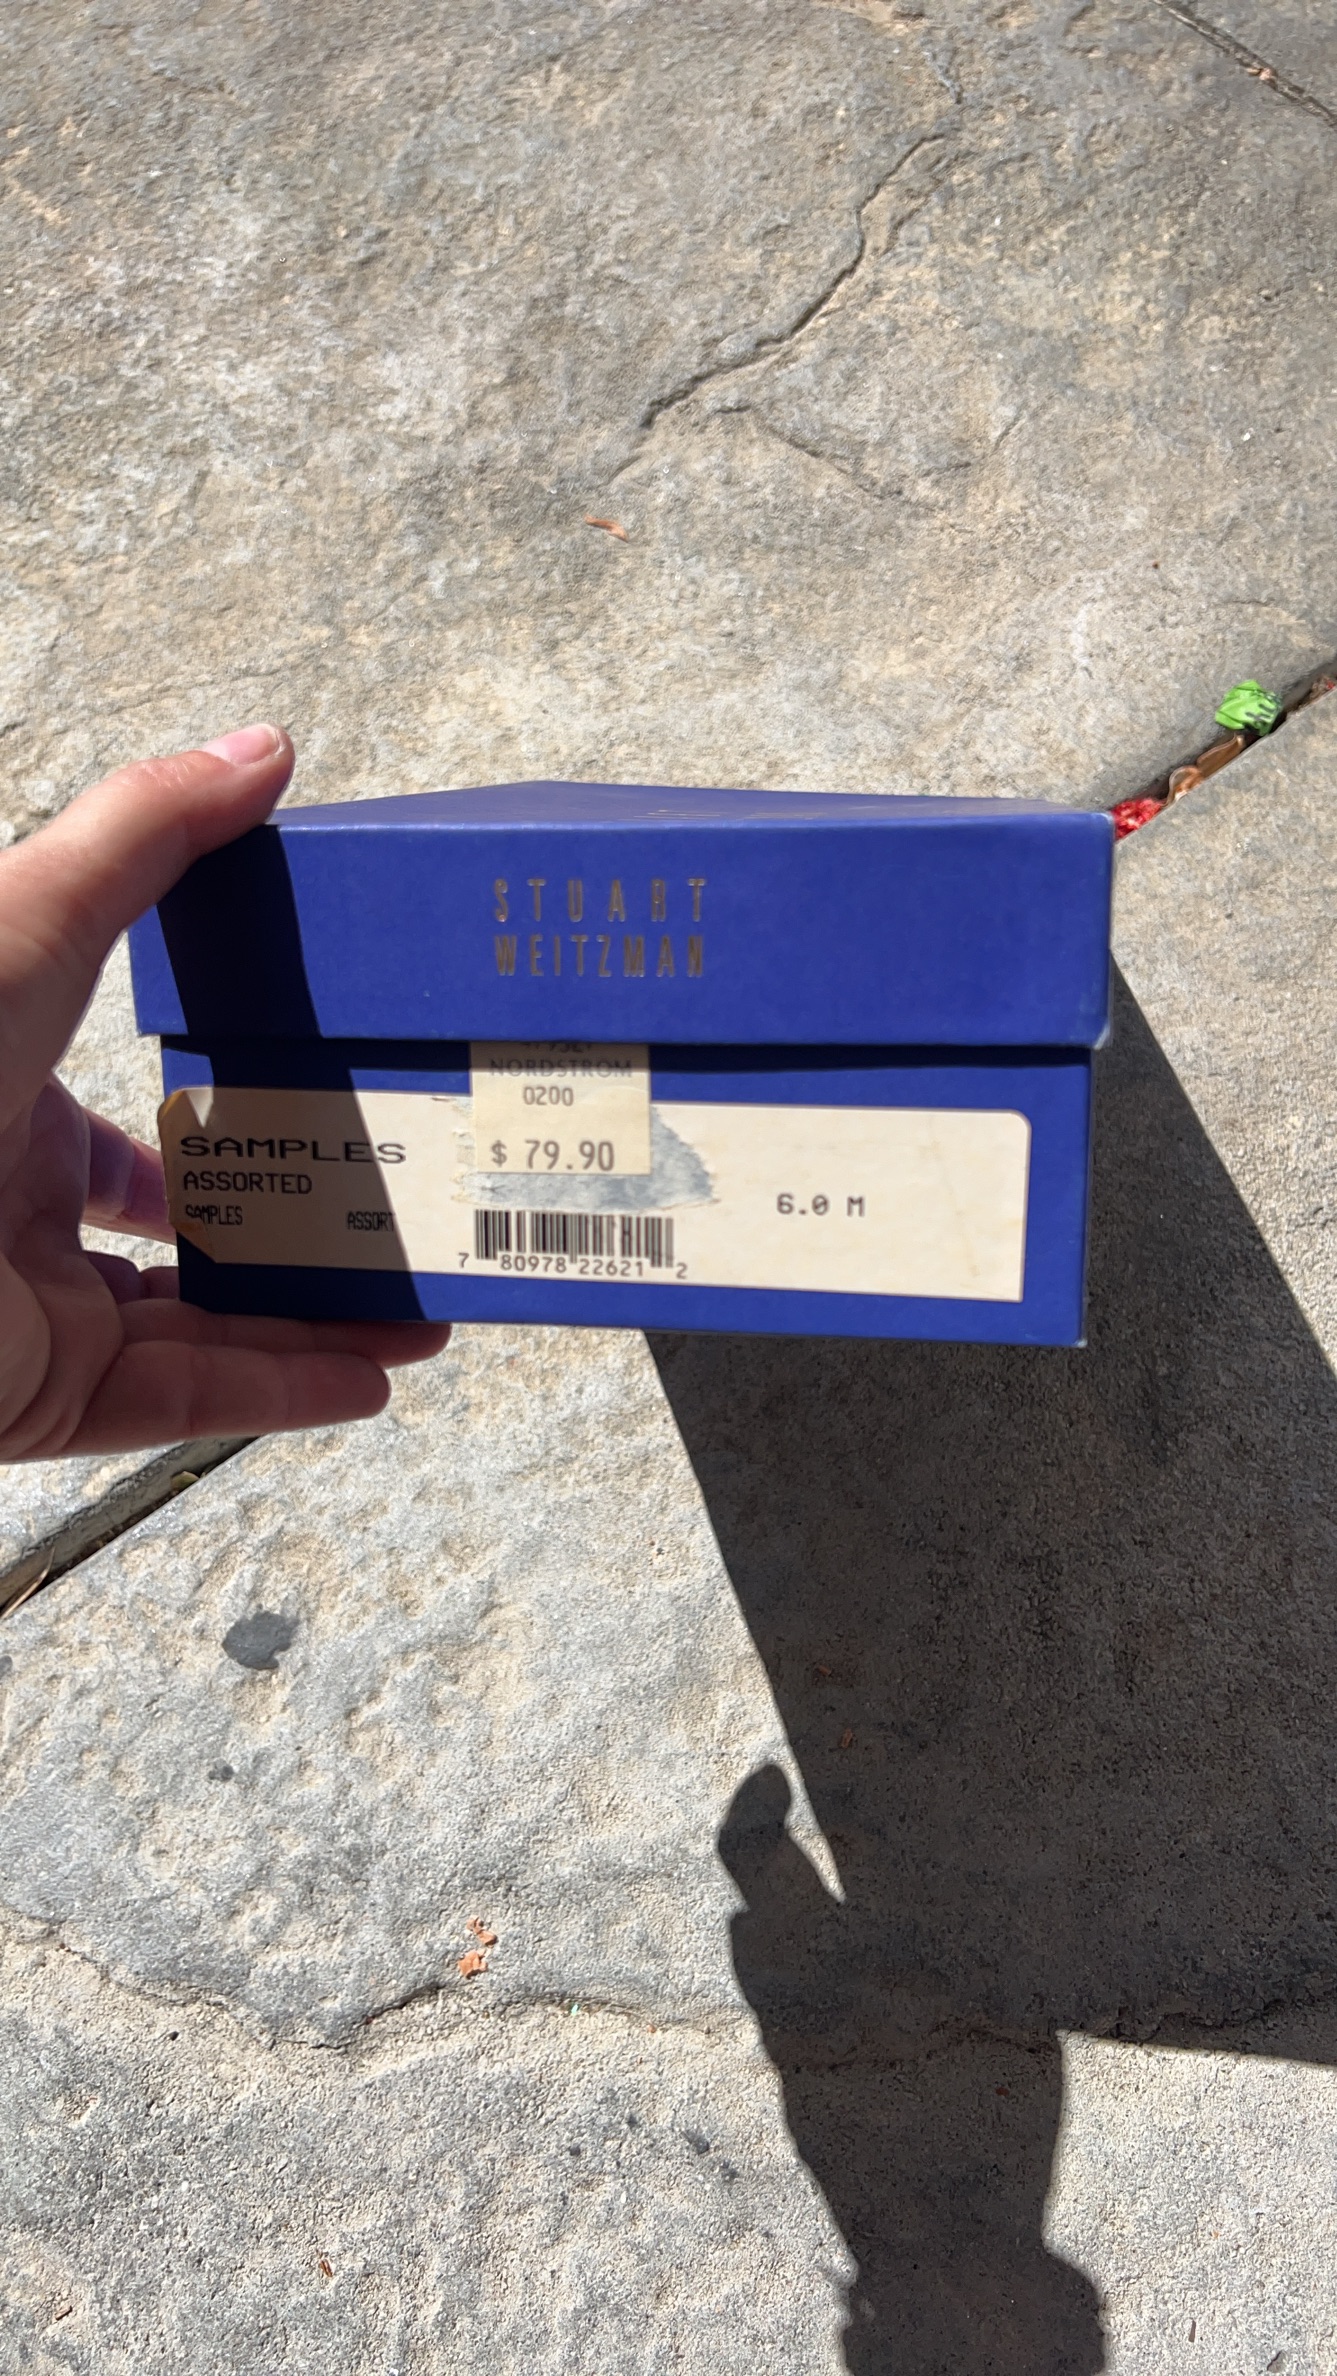 STUART
WEITZMAN
NORDSTROM
0200
$ 79.90
SAMPLES
ASSORTED
SAMPLES ASSORT
6.0 M
7 80978 22621 2